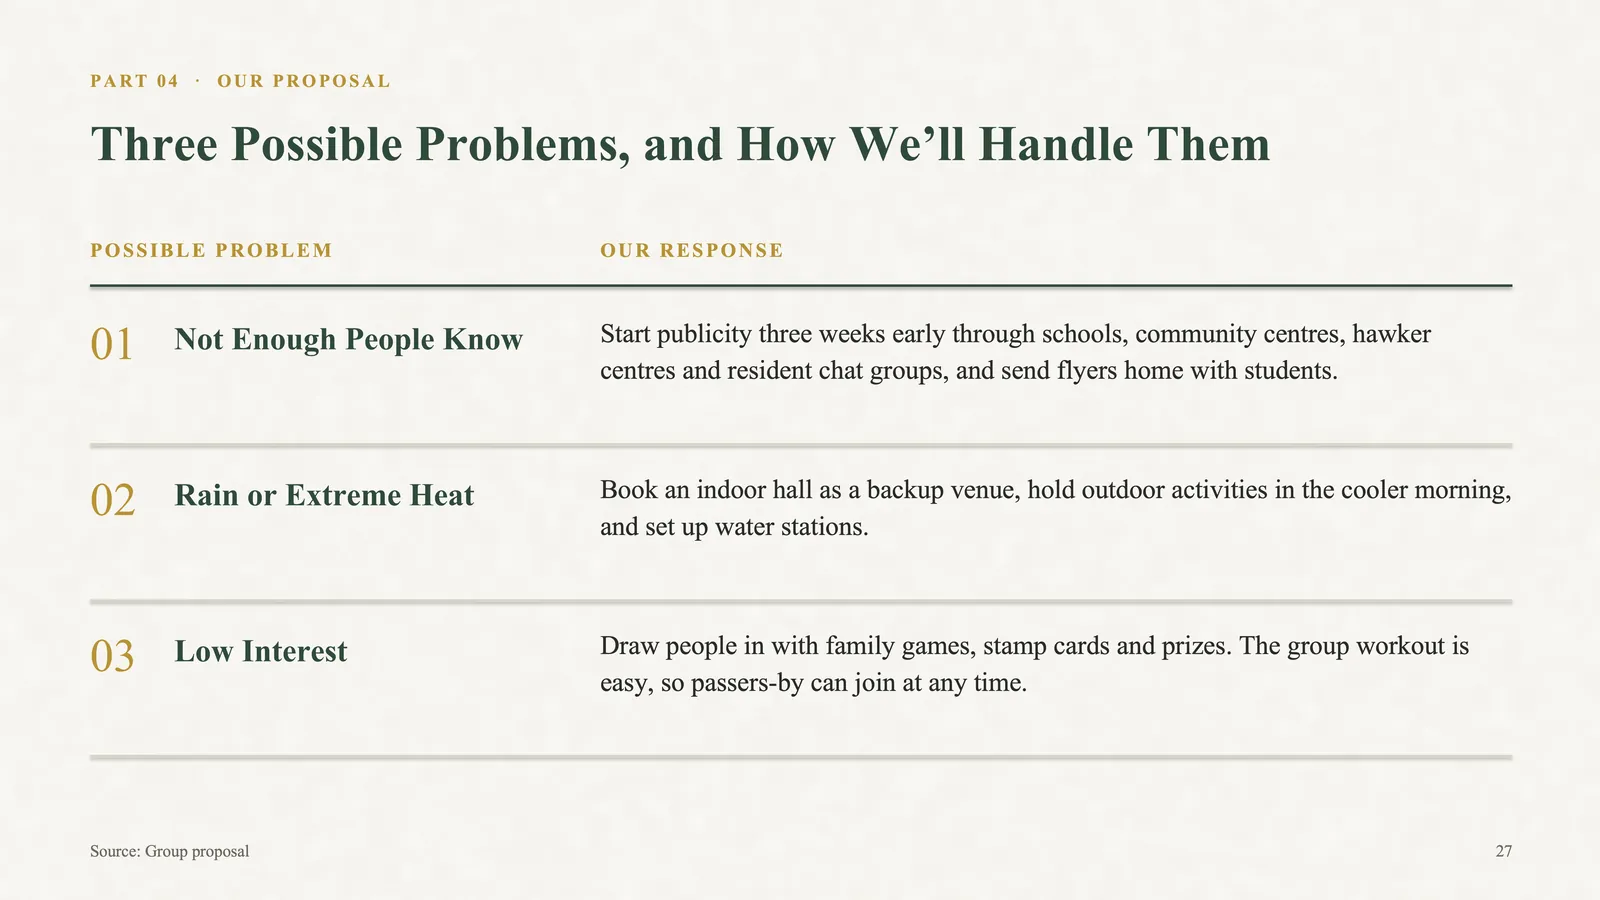 PART 04 · OUR PROPOSAL
Three Possible Problems, and How We’ll Handle Them
POSSIBLE PROBLEM
OUR RESPONSE
01
Not Enough People Know
Start publicity three weeks early through schools, community centres, hawker
centres and resident chat groups, and send flyers home with students.
02
Rain or Extreme Heat
Book an indoor hall as a backup venue, hold outdoor activities in the cooler morning,
and set up water stations.
03
Low Interest
Draw people in with family games, stamp cards and prizes. The group workout is
easy, so passers-by can join at any time.
Source: Group proposal
27